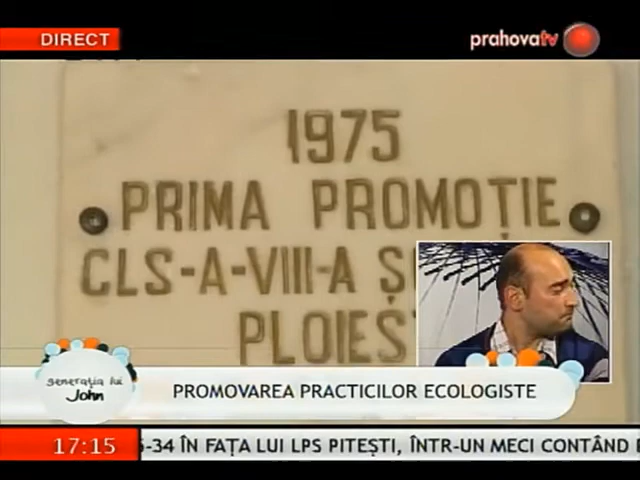 DIRECT
prahovatv
1975
PRIMA PROMOȚIE
CLS-A-VIII-A
PLOIEȘT
generația lui
John
PROMOVAREA PRACTICILOR ECOLOGISTE
17:15
-34 ÎN FAȚA LUI LPS PITEȘTI, ÎNTR-UN MECI CONTÂND